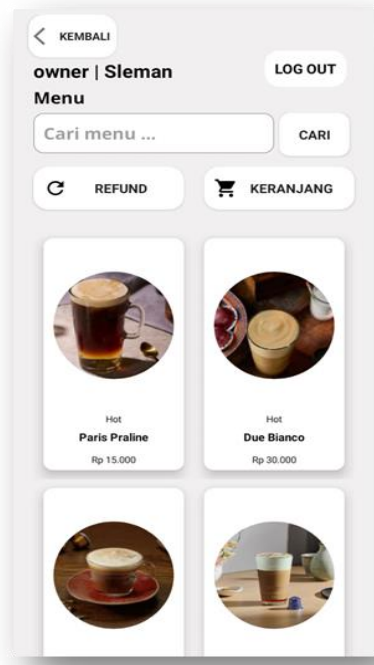 KEMBALI
owner | Sleman
LOG OUT
Menu
Cari menu ...
CARI
REFUND
KERANJANG
Hot
Paris Praline
Rp 15.000
Hot
Due Bianco
Rp 30.000